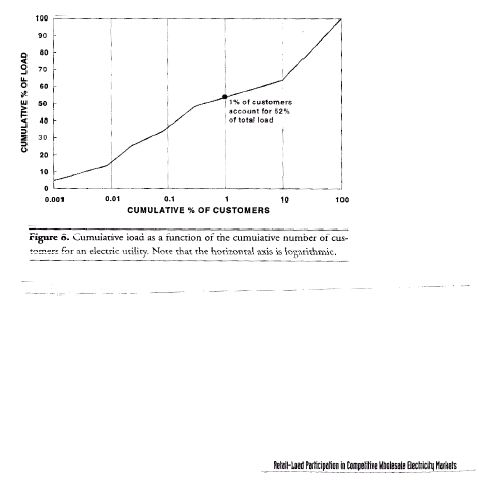 100
90
80
70
60
50
40
30
20
10
0
CUMULATIVE % OF LOAD
1% of customers
account for 52%
of total load
0.001 0.01 0.1 1 10 100
CUMULATIVE % OF CUSTOMERS
Figure 6. Cumulative load as a function of the cumulative number of cus-
tomers for an electric utility. Note that the horizontal axis is logarithmic.
Retail-Load Participation in Competitive Wholesale Electricity Markets